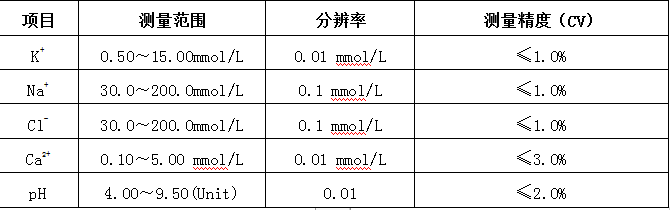 项目 测量范围 分辨率 测量精度（CV）
K⁺ 0.50～15.00mmol/L 0.01 mmol/L ≤1.0%
Na⁺ 30.0～200.0mmol/L 0.1 mmol/L ≤1.0%
Cl⁻ 30.0～200.0mmol/L 0.1 mmol/L ≤1.0%
Ca²⁺ 0.10～5.00 mmol/L 0.01 mmol/L ≤3.0%
pH 4.00～9.50(Unit) 0.01 ≤2.0%